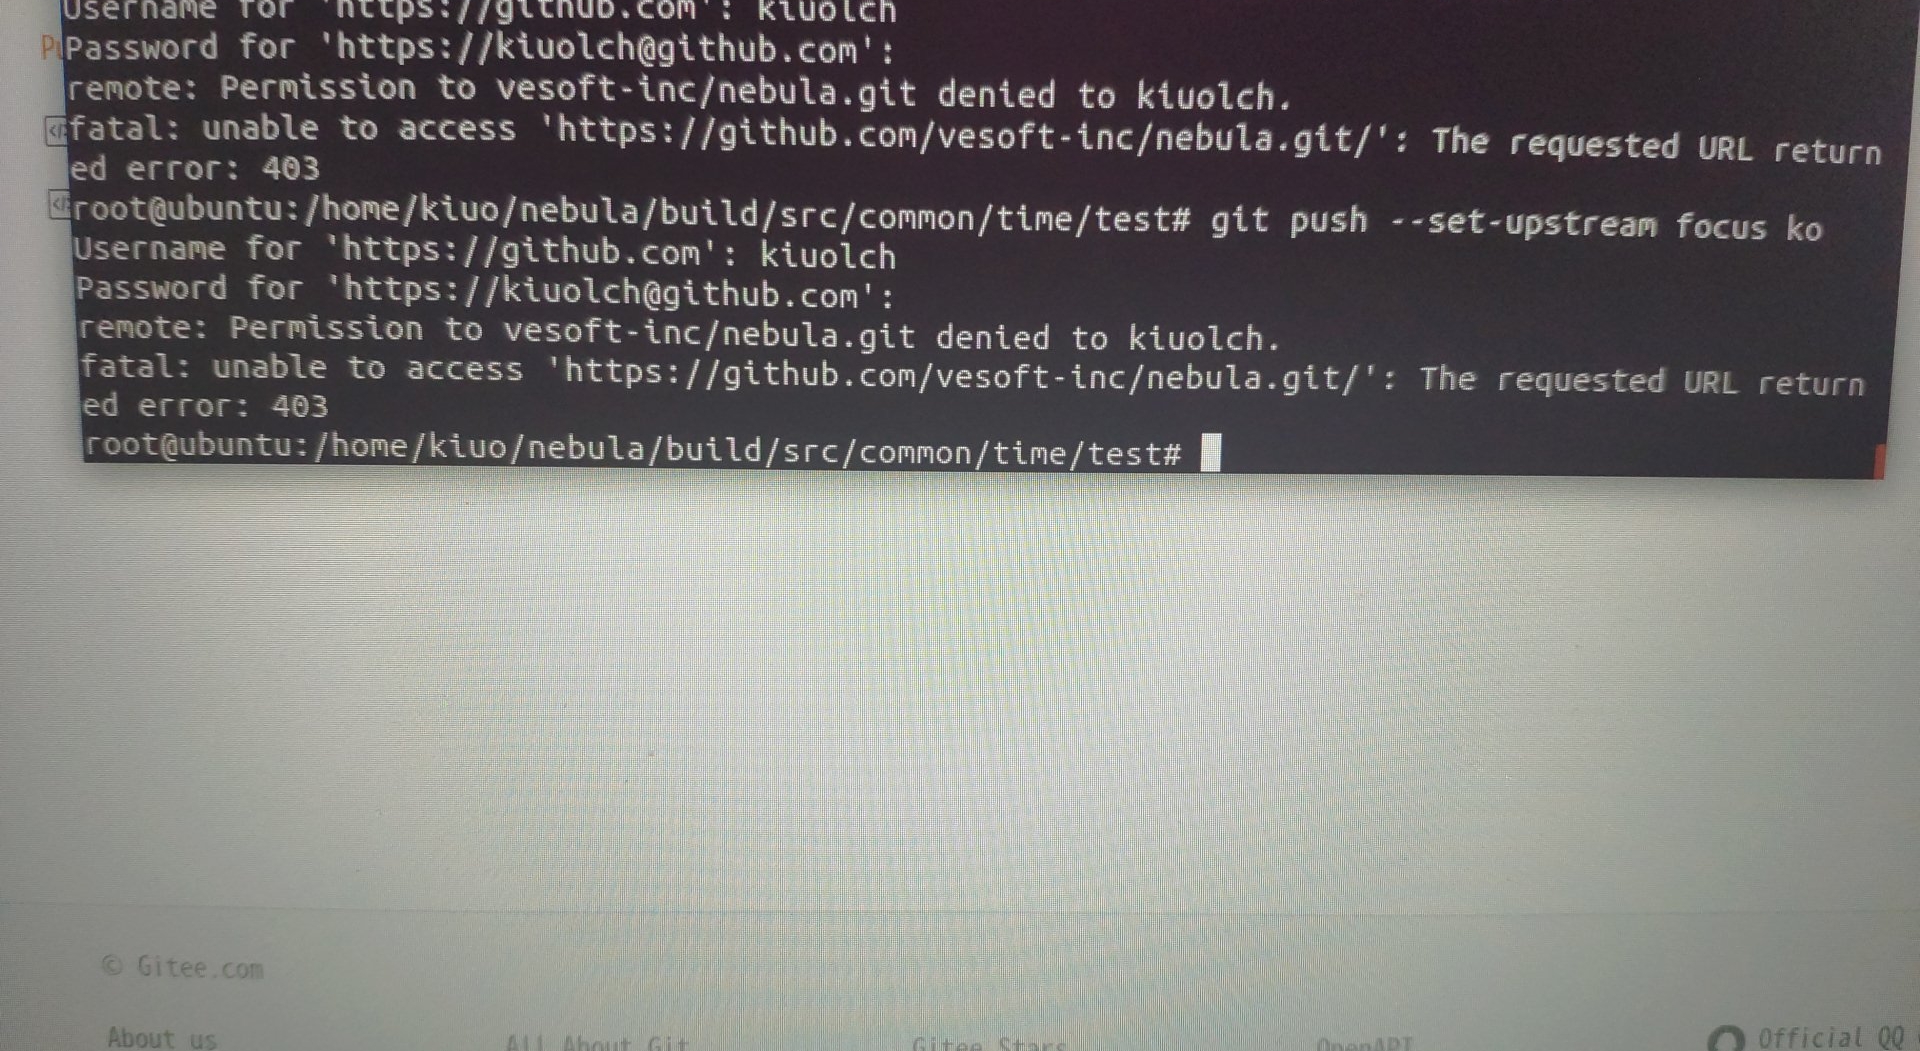 Username for 'https://github.com': kiuolch
Password for 'https://kiuolch@github.com':
remote: Permission to vesoft-inc/nebula.git denied to kiuolch.
fatal: unable to access 'https://github.com/vesoft-inc/nebula.git/': The requested URL return
ed error: 403
root@ubuntu:/home/kiuo/nebula/build/src/common/time/test# git push --set-upstream focus ko
Username for 'https://github.com': kiuolch
Password for 'https://kiuolch@github.com':
remote: Permission to vesoft-inc/nebula.git denied to kiuolch.
fatal: unable to access 'https://github.com/vesoft-inc/nebula.git/': The requested URL return
ed error: 403
root@ubuntu:/home/kiuo/nebula/build/src/common/time/test#
© Gitee.com
About us All About Git Gitee Stars OpenAPI Official QQ